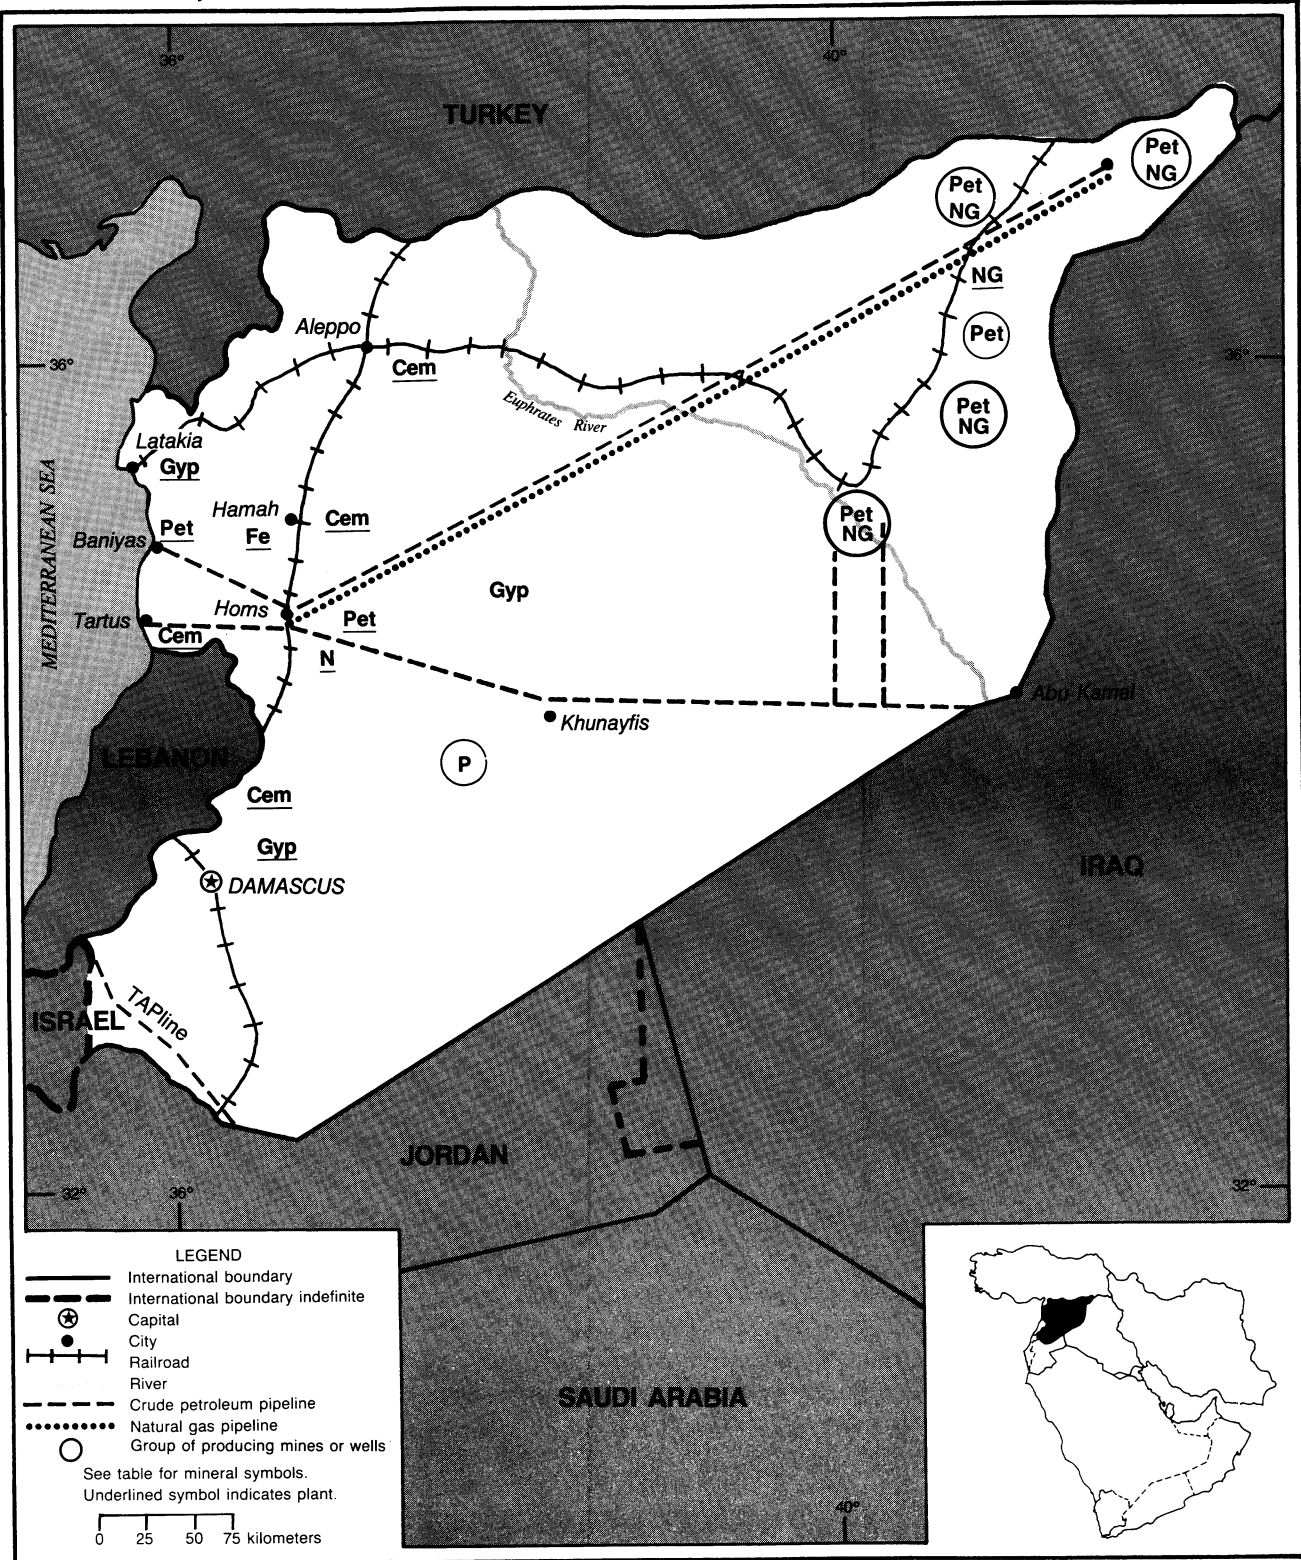 36°
40°
TURKEY
Pet
NG
Pet
NG
NG
Aleppo
Pet
36°
36°
Cem
Euphrates River
Pet
NG
Latakia
Gyp
MEDITERRANEAN SEA
Hamah
Cem
Pet
NG
Pet
Fe
Baniyas
Gyp
Homs
Pet
Tartus
Cem
N
Abu Kamal
Khunayfis
LEBANON
P
Cem
Gyp
IRAQ
DAMASCUS
TAPline
ISRAEL
JORDAN
32°
36°
32°
LEGEND
International boundary
International boundary indefinite
Capital
City
Railroad
River
Crude petroleum pipeline
Natural gas pipeline
Group of producing mines or wells
See table for mineral symbols.
Underlined symbol indicates plant.
0 25 50 75 kilometers
SAUDI ARABIA
40°